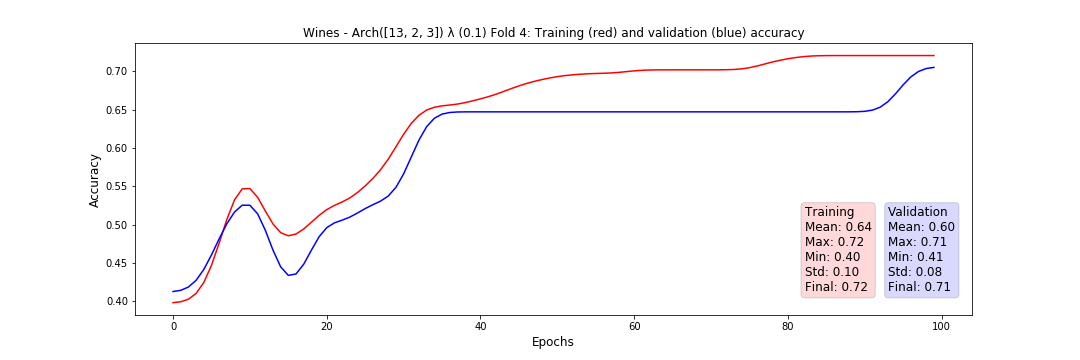 Wines - Arch([13, 2, 3]) λ (0.1) Fold 4: Training (red) and validation (blue) accuracy
Accuracy
0.70
0.65
0.60
0.55
0.50
0.45
0.40
Training
Mean: 0.64
Max: 0.72
Min: 0.40
Std: 0.10
Final: 0.72
Validation
Mean: 0.60
Max: 0.71
Min: 0.41
Std: 0.08
Final: 0.71
0 20 40 60 80 100
Epochs